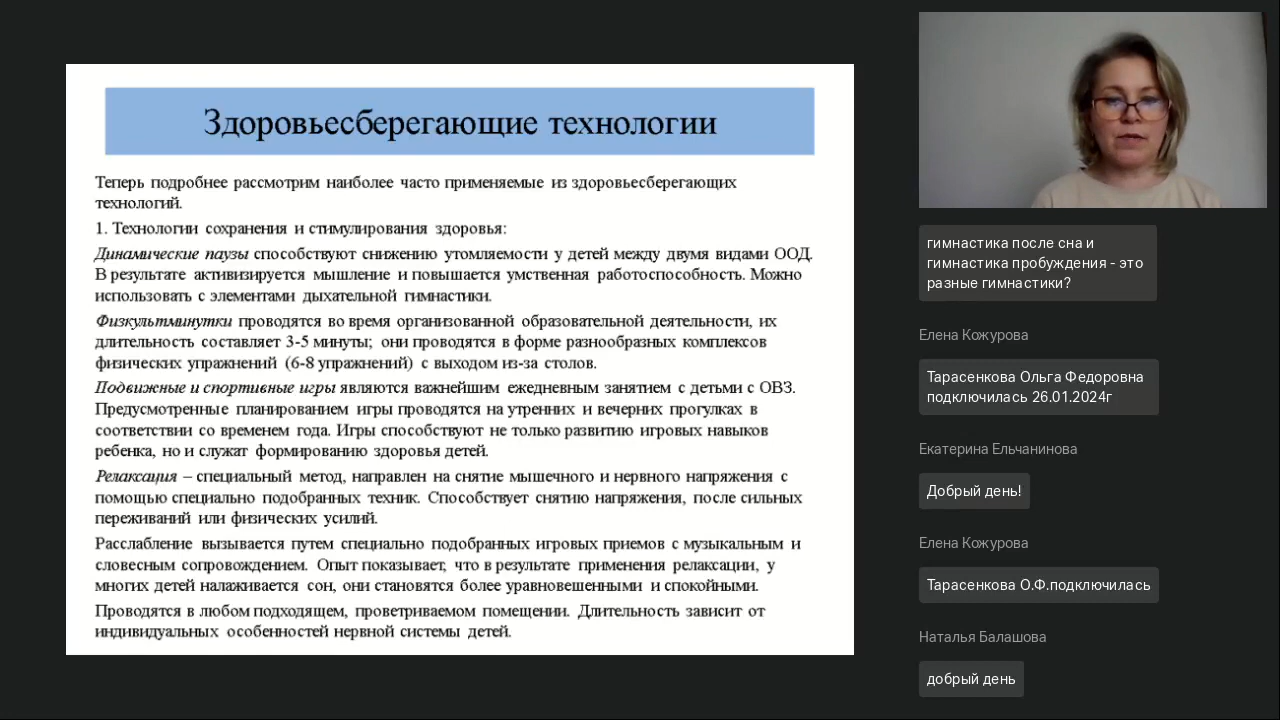 Здоровьесберегающие технологии
Теперь подробнее рассмотрим наиболее часто применяемые из здоровьесберегающих
технологий.
1. Технологии сохранения и стимулирования здоровья:
Динамические паузы способствуют снижению утомляемости у детей между двумя видами ООД.
В результате активизируется мышление и повышается умственная работоспособность. Можно
использовать с элементами дыхательной гимнастики.
Физкультминутки проводятся во время организованной образовательной деятельности, их
длительность составляет 3-5 минуты; они проводятся в форме разнообразных комплексов
физических упражнений (6-8 упражнений) с выходом из-за столов.
Подвижные и спортивные игры являются важнейшим ежедневным занятием с детьми с ОВЗ.
Предусмотренные планированием игры проводятся на утренних и вечерних прогулках в
соответствии со временем года. Игры способствуют не только развитию игровых навыков
ребенка, но и служат формированию здоровья детей.
Релаксация – специальный метод, направлен на снятие мышечного и нервного напряжения с
помощью специально подобранных техник. Способствует снятию напряжения, после сильных
переживаний или физических усилий.
Расслабление вызывается путем специально подобранных игровых приемов с музыкальным и
словесным сопровождением. Опыт показывает, что в результате применения релаксации, у
многих детей налаживается сон, они становятся более уравновешенными и спокойными.
Проводятся в любом подходящем, проветриваемом помещении. Длительность зависит от
индивидуальных особенностей нервной системы детей.
гимнастика после сна и
гимнастика пробуждения - это
разные гимнастики?
Елена Кожурова
Тарасенкова Ольга Федоровна
подключилась 26.01.2024г
Екатерина Ельчанинова
Добрый день!
Елена Кожурова
Тарасенкова О.Ф.подключилась
Наталья Балашова
добрый день